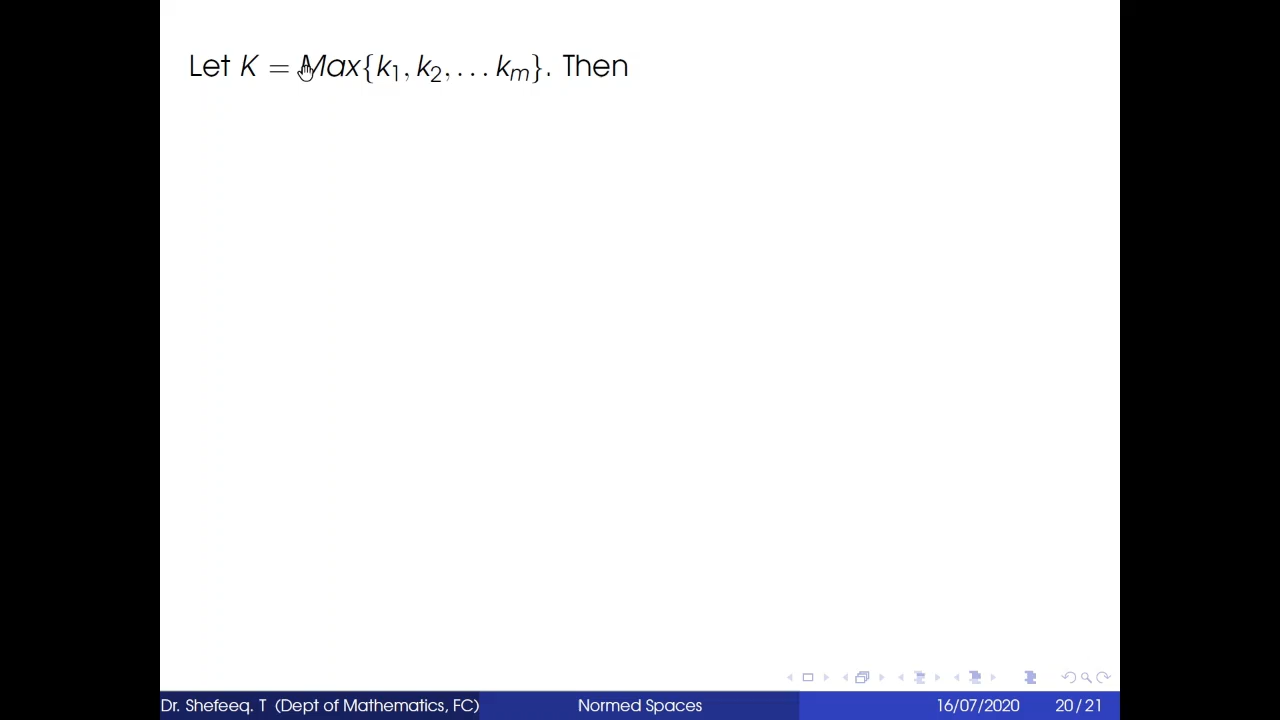 Let K = Max{k₁, k₂, … kₘ}. Then
Dr. Shefeeq. T (Dept of Mathematics, FC) Normed Spaces 16/07/2020 20 / 21